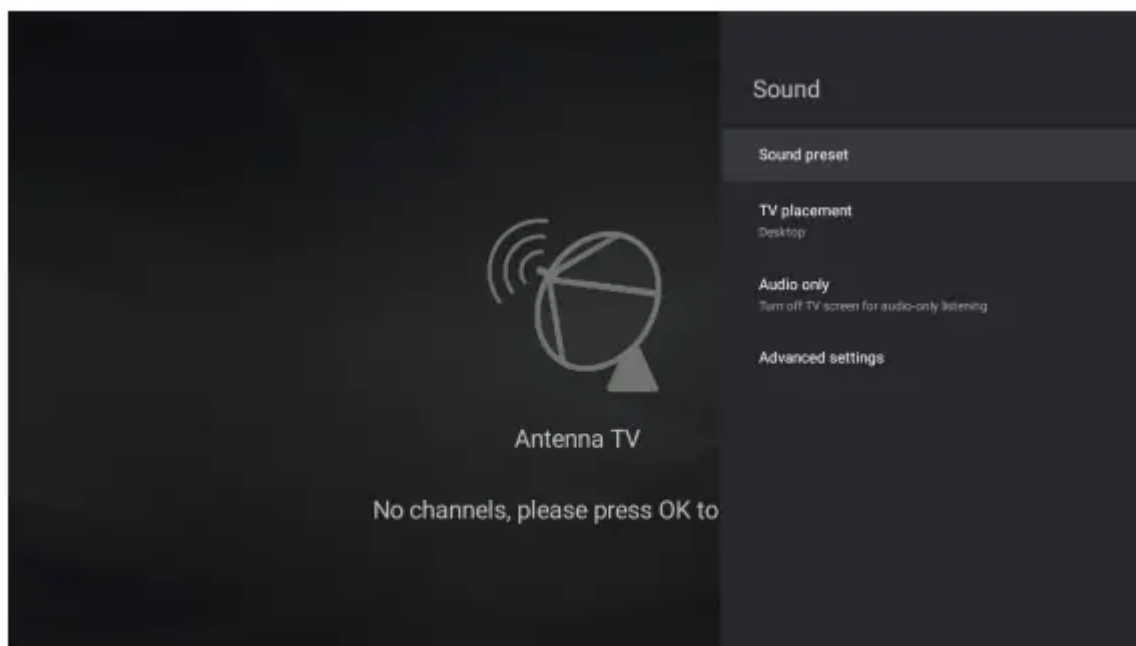 Sound
Sound preset
TV placement
Desktop
Audio only
Turn off TV screen for audio-only listening
Advanced settings
Antenna TV
No channels, please press OK to